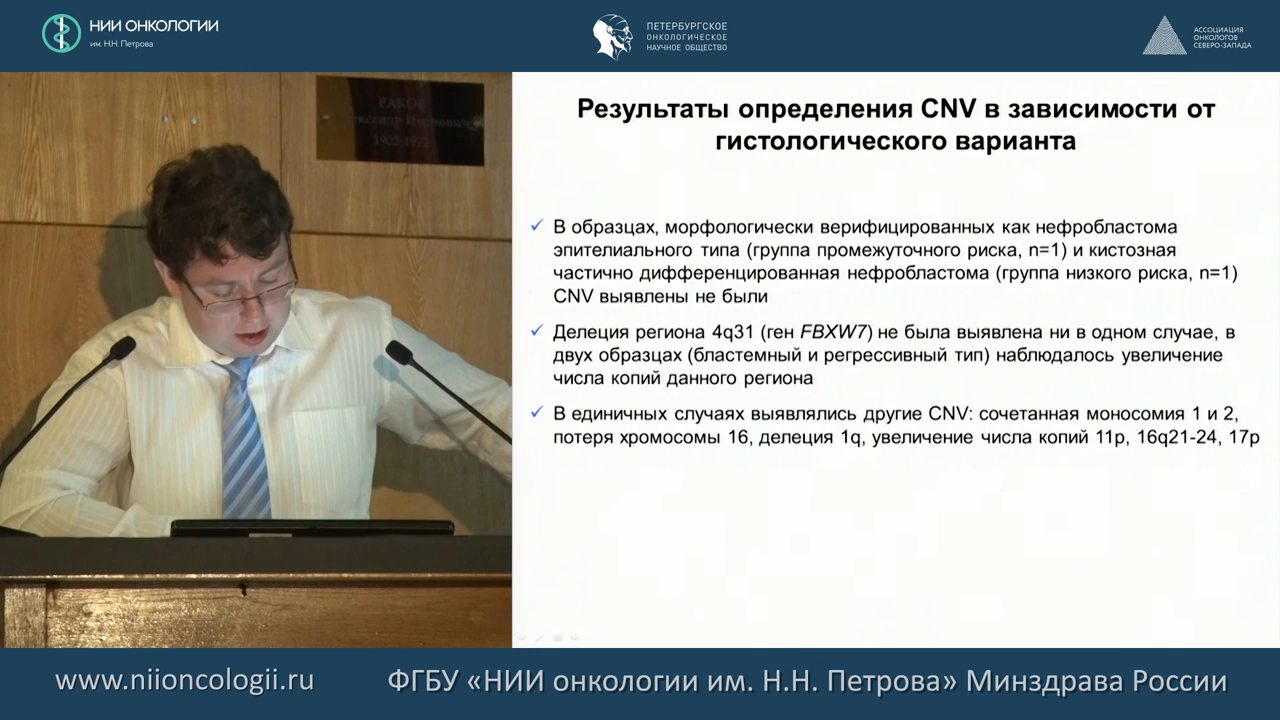 НИИ ОНКОЛОГИИ
им. Н.Н. Петрова
ПЕТЕРБУРГСКОЕ
ОНКОЛОГИЧЕСКОЕ
НАУЧНОЕ ОБЩЕСТВО
АССОЦИАЦИЯ
ОНКОЛОГОВ
СЕВЕРО-ЗАПАДА
РАКОВ
1902-1972
Результаты определения CNV в зависимости от
гистологического варианта
В образцах, морфологически верифицированных как нефробластома
эпителиального типа (группа промежуточного риска, n=1) и кистозная
частично дифференцированная нефробластома (группа низкого риска, n=1)
CNV выявлены не были
Делеция региона 4q31 (ген FBXW7) не была выявлена ни в одном случае, в
двух образцах (бластемный и регрессивный тип) наблюдалось увеличение
числа копий данного региона
В единичных случаях выявлялись другие CNV: сочетанная моносомия 1 и 2,
потеря хромосомы 16, делеция 1q, увеличение числа копий 11p, 16q21-24, 17p
www.niioncologii.ru
ФГБУ «НИИ онкологии им. Н.Н. Петрова» Минздрава России